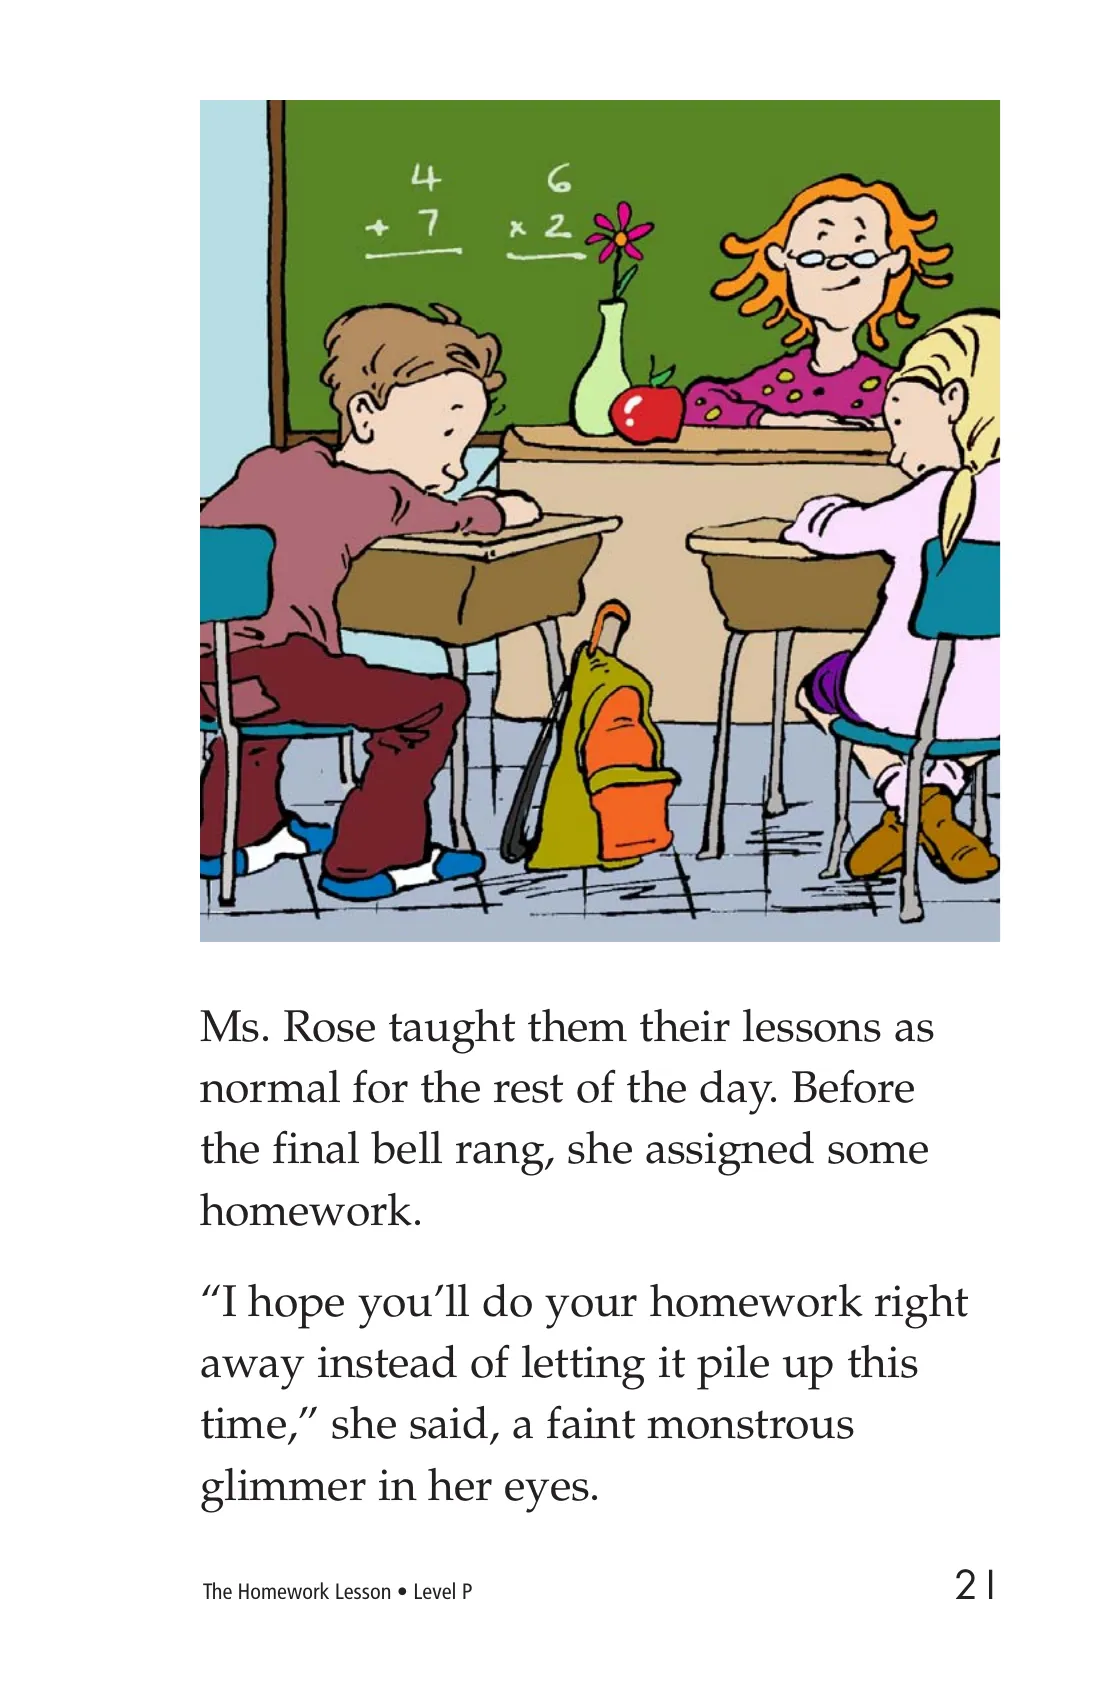 4 6
+ 7 x 2
Ms. Rose taught them their lessons as
normal for the rest of the day. Before
the final bell rang, she assigned some
homework.
“I hope you’ll do your homework right
away instead of letting it pile up this
time,” she said, a faint monstrous
glimmer in her eyes.
The Homework Lesson • Level P 21